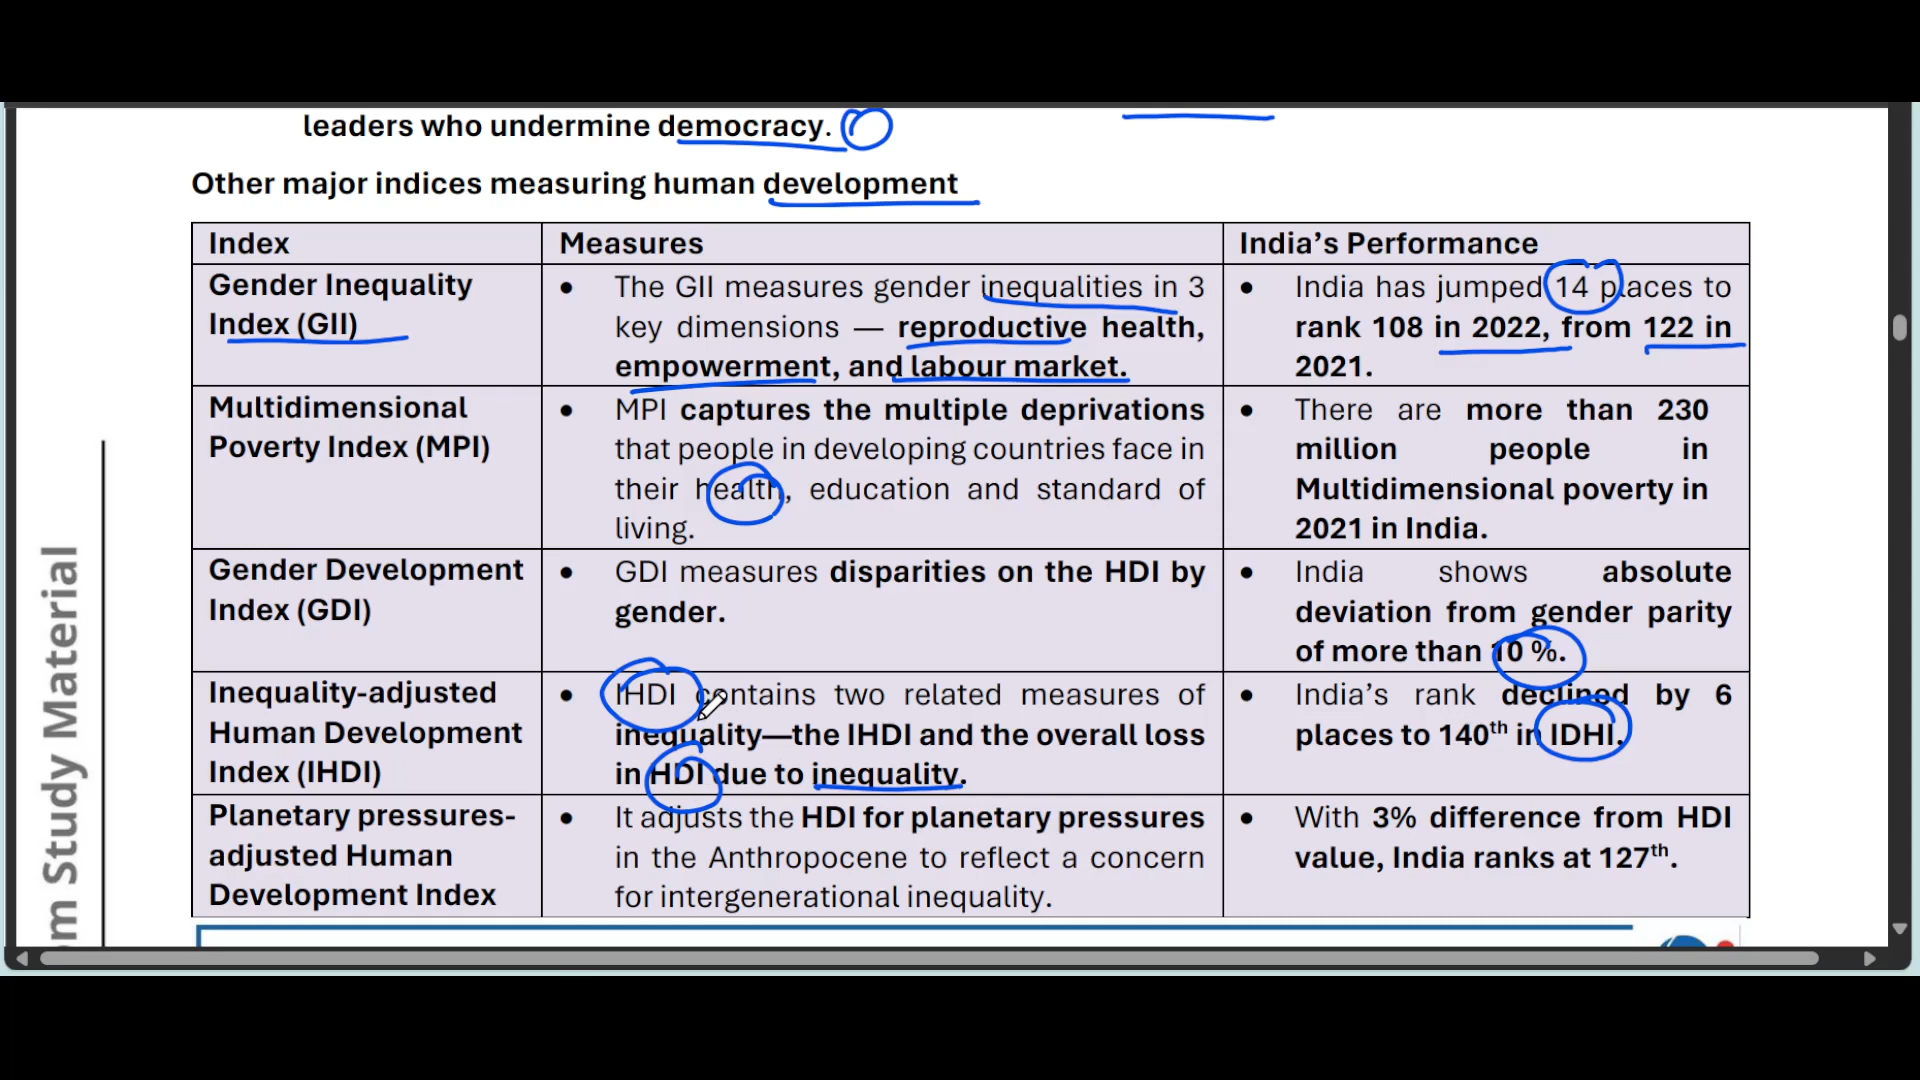 leaders who undermine democracy.
Other major indices measuring human development
Index
Measures
India's Performance
Gender Inequality
Index (GII)
• The GII measures gender inequalities in 3
key dimensions — reproductive health,
empowerment, and labour market.
• India has jumped 14 places to
rank 108 in 2022, from 122 in
2021.
Multidimensional
Poverty Index (MPI)
• MPI captures the multiple deprivations
that people in developing countries face in
their health, education and standard of
living.
• There are more than 230
million people in
Multidimensional poverty in
2021 in India.
Gender Development
Index (GDI)
• GDI measures disparities on the HDI by
gender.
• India shows absolute
deviation from gender parity
of more than 10 %.
Inequality-adjusted
Human Development
Index (IHDI)
• IHDI contains two related measures of
inequality—the IHDI and the overall loss
in HDI due to inequality.
• India's rank declined by 6
places to 140th in IDHI.
Planetary pressures-
adjusted Human
Development Index
• It adjusts the HDI for planetary pressures
in the Anthropocene to reflect a concern
for intergenerational inequality.
• With 3% difference from HDI
value, India ranks at 127th.
om Study Material